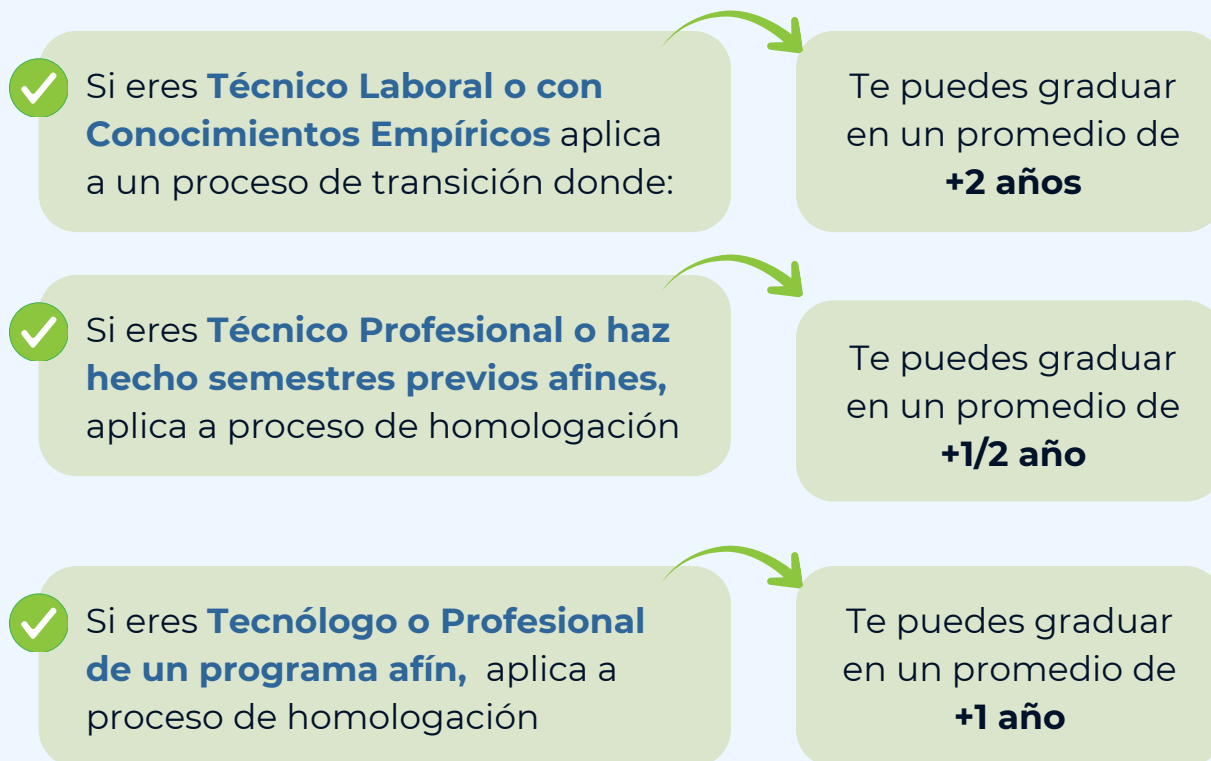 Si eres Técnico Laboral o con
Conocimientos Empíricos aplica
a un proceso de transición donde:
Te puedes graduar
en un promedio de
+2 años
Si eres Técnico Profesional o haz
hecho semestres previos afines,
aplica a proceso de homologación
Te puedes graduar
en un promedio de
+1/2 año
Si eres Tecnólogo o Profesional
de un programa afín, aplica a
proceso de homologación
Te puedes graduar
en un promedio de
+1 año